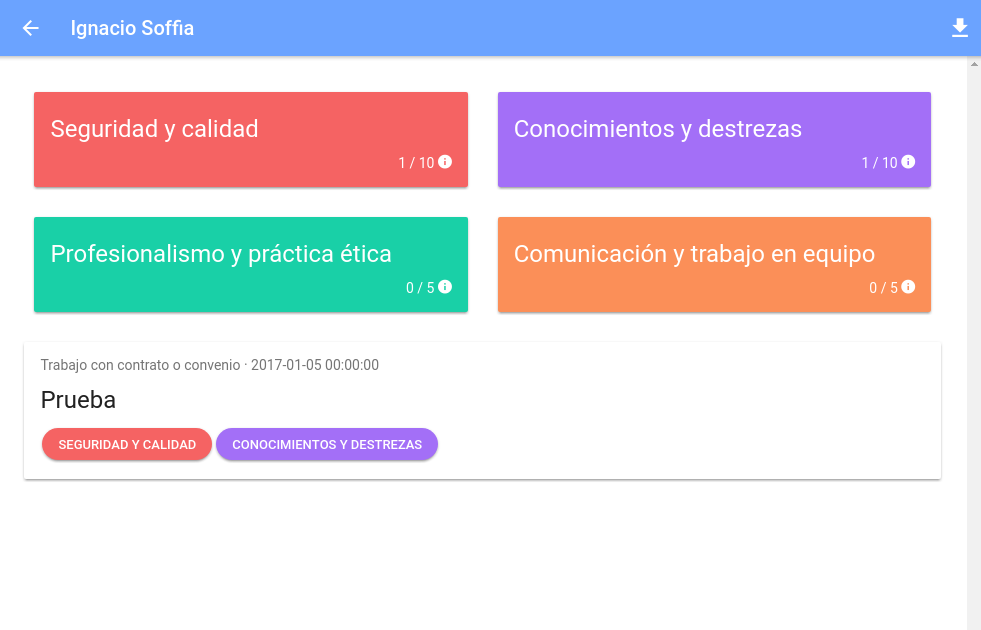 Ignacio Soffia
Seguridad y calidad
1 / 10
Conocimientos y destrezas
1 / 10
Profesionalismo y práctica ética
0 / 5
Comunicación y trabajo en equipo
0 / 5
Trabajo con contrato o convenio · 2017-01-05 00:00:00
Prueba
SEGURIDAD Y CALIDAD CONOCIMIENTOS Y DESTREZAS